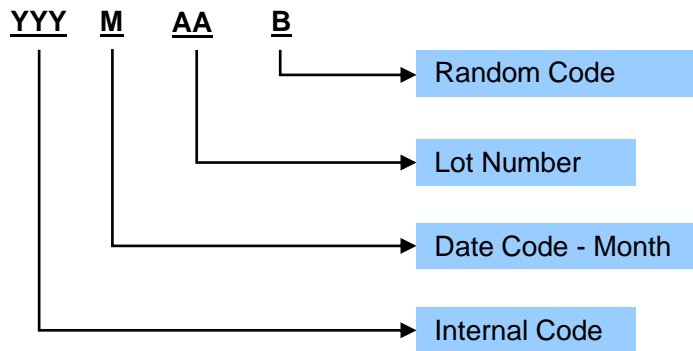 YYY M AA B
Random Code
Lot Number
Date Code - Month
Internal Code